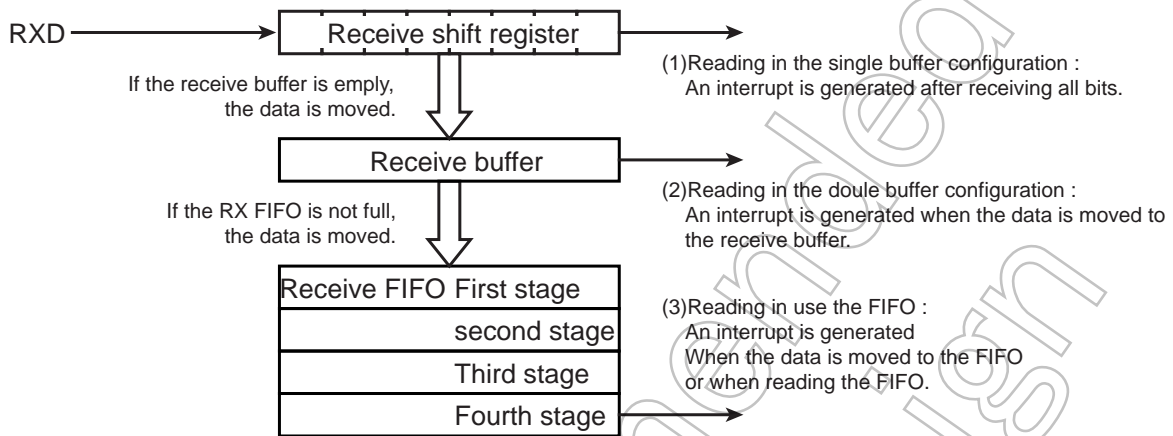 RXD
Receive shift register
(1)Reading in the single buffer configuration :
An interrupt is generated after receiving all bits.
If the receive buffer is emply,
the data is moved.
Receive buffer
(2)Reading in the doule buffer configuration :
An interrupt is generated when the data is moved to
the receive buffer.
If the RX FIFO is not full,
the data is moved.
Receive FIFO First stage
second stage
Third stage
Fourth stage
(3)Reading in use the FIFO :
An interrupt is generated
When the data is moved to the FIFO
or when reading the FIFO.